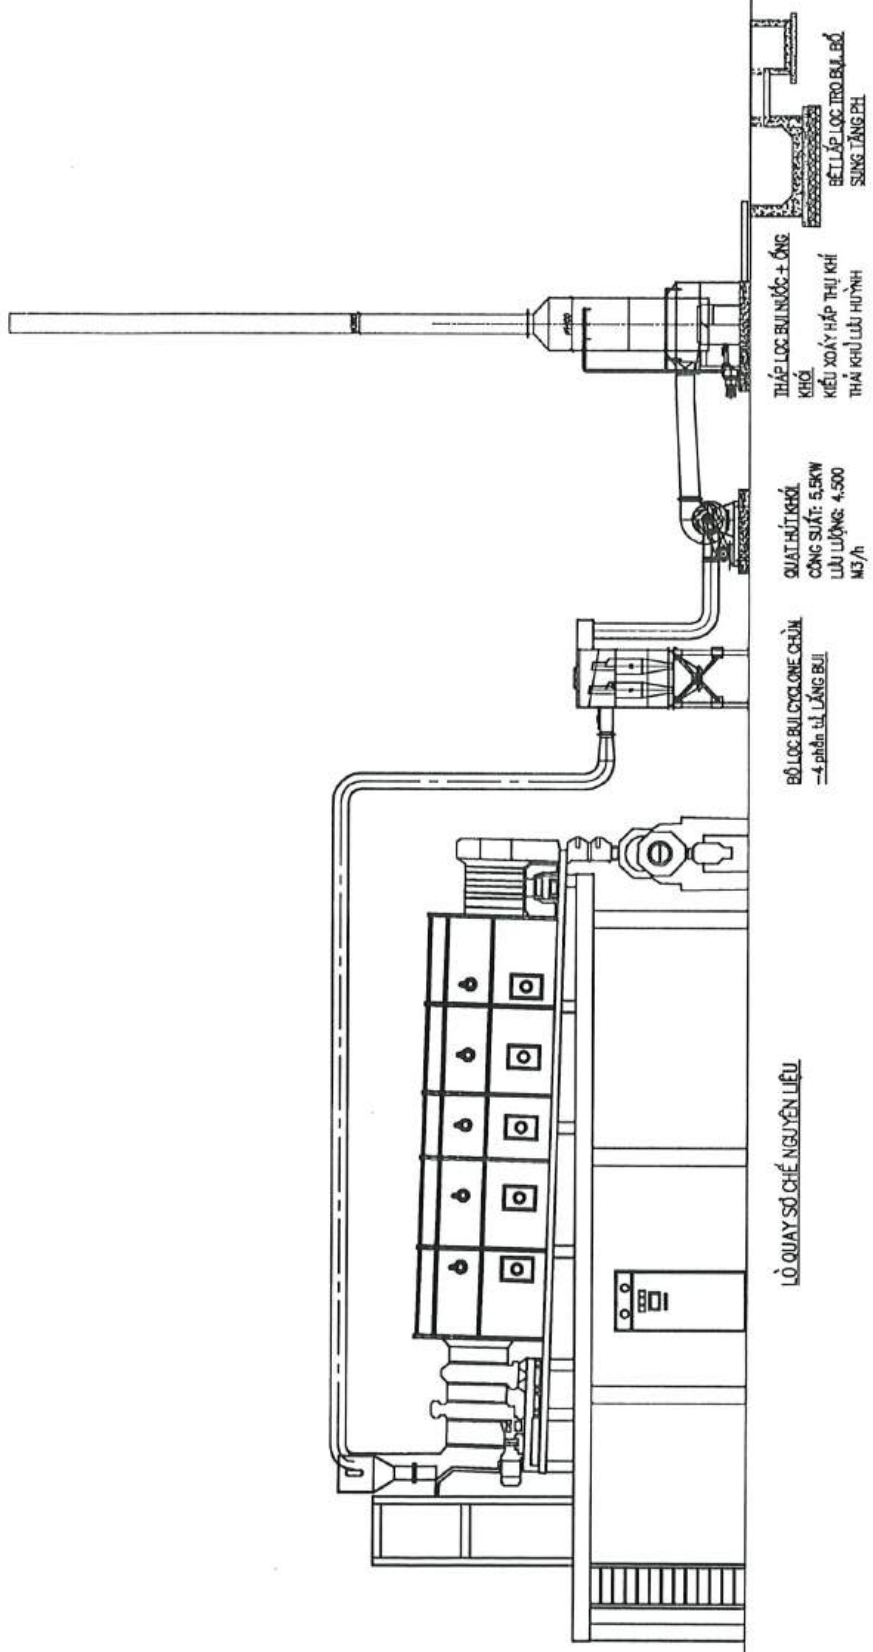 LÒ QUAY SƠ CHẾ NGUYÊN LIỆU
BỘ LỌC BỤI CYCLONE CHÙM
-4 phần tử LẮNG BỤI
QUẠT HÚT KHÓI
CÔNG SUẤT: 5,5KW
LƯU LƯỢNG: 4.500
M3/h
THÁP LỌC BỤI NƯỚC + ỐNG
KHÓI
KIỂU XOÁY HẤP THỤ KHÍ
THẢI KHỬ LƯU HUỲNH
LẮP LỌC TRO BỤI, BỔ
SUNG TĂNG PH